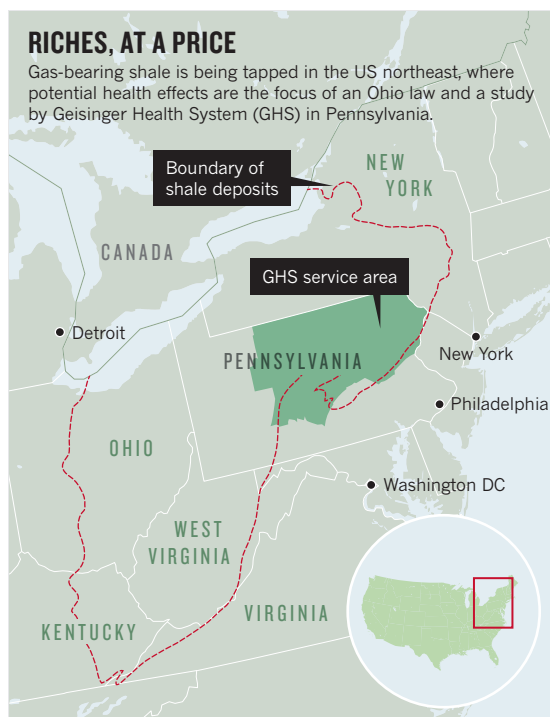 RICHES, AT A PRICE
Gas-bearing shale is being tapped in the US northeast, where
potential health effects are the focus of an Ohio law and a study
by Geisinger Health System (GHS) in Pennsylvania.
Boundary of
shale deposits
NEW
YORK
CANADA
GHS service area
Detroit
PENNSYLVANIA
New York
Philadelphia
OHIO
Washington DC
WEST
VIRGINIA
VIRGINIA
KENTUCKY